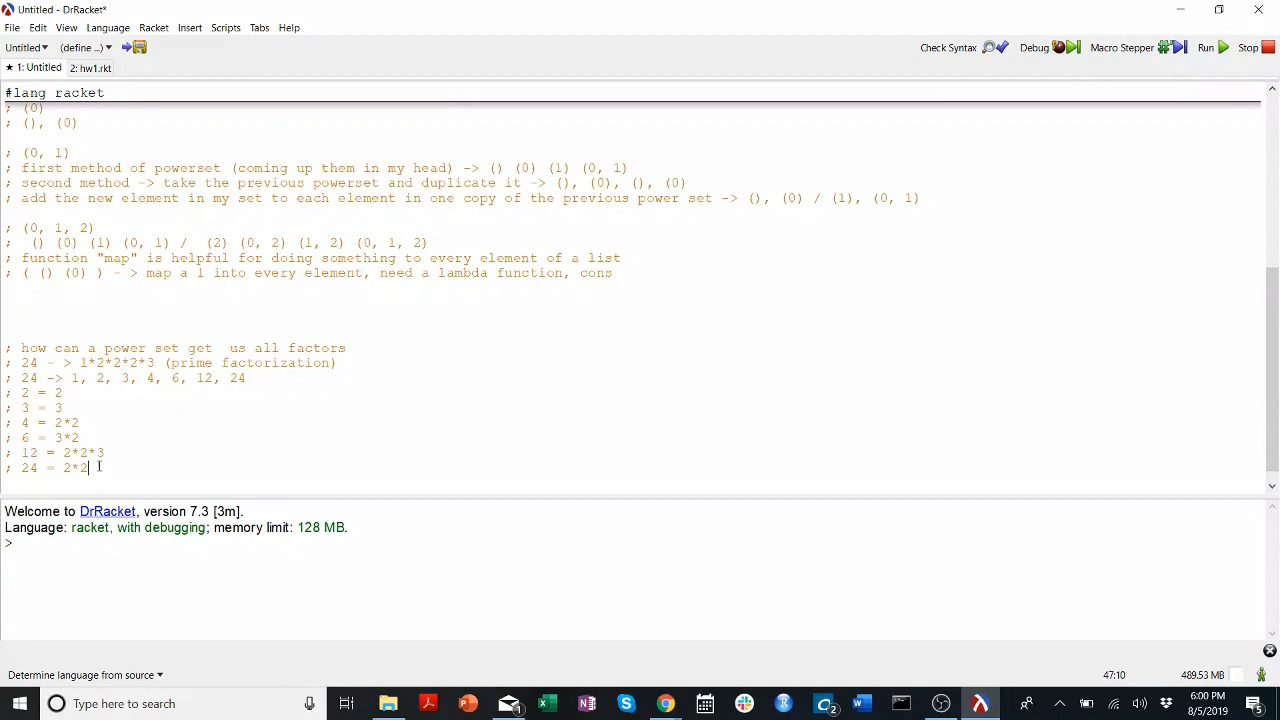 Untitled - DrRacket*
File Edit View Language Racket Insert Scripts Tabs Help
Untitled (define ...) Check Syntax Debug Macro Stepper Run Stop
★ 1: Untitled 2: hw1.rkt
#lang racket
; (0)
; (), (0)
; (0, 1)
; first method of powerset (coming up them in my head) -> () (0) (1) (0, 1)
; second method -> take the previous powerset and duplicate it -> (), (0), (), (0)
; add the new element in my set to each element in one copy of the previous power set -> (), (0) / (1), (0, 1)
; (0, 1, 2)
; () (0) (1) (0, 1) / (2) (0, 2) (1, 2) (0, 1, 2)
; function "map" is helpful for doing something to every element of a list
; ( () (0) ) - > map a 1 into every element, need a lambda function, cons
; how can a power set get us all factors
; 24 - > 1*2*2*2*3 (prime factorization)
; 24 -> 1, 2, 3, 4, 6, 12, 24
; 2 = 2
; 3 = 3
; 4 = 2*2
; 6 = 3*2
; 12 = 2*2*3
; 24 = 2*2
Welcome to DrRacket, version 7.3 [3m].
Language: racket, with debugging; memory limit: 128 MB.
>
Determine language from source 47:10 489.53 MB
Type here to search 6:00 PM
8/5/2019